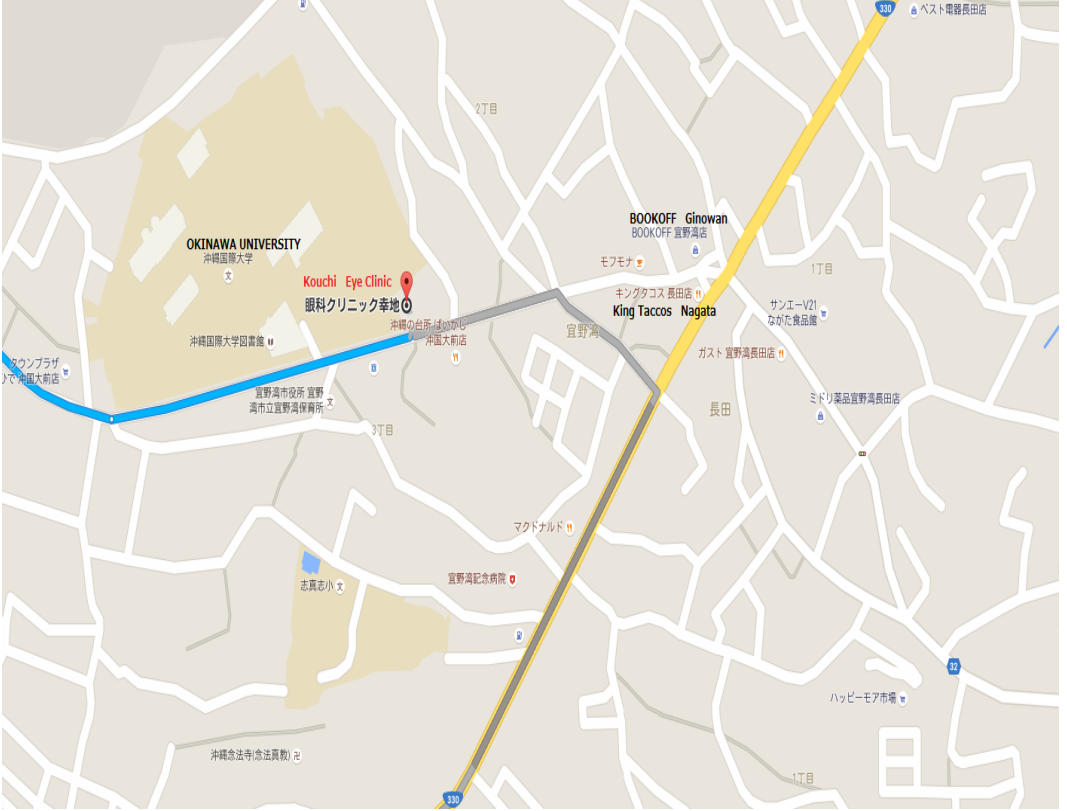 330
ベスト電器長田店
2丁目
BOOKOFF Ginowan
BOOKOFF 宜野湾店
OKINAWA UNIVERSITY
沖縄国際大学
モフモナ
1丁目
Kouchi Eye Clinic
眼科クリニック幸地
キングタコス 長田店
King Taccos Nagata
サンエーV21
ながた食品館
沖縄の台所 ぱいかじ
沖国大前店
宜野湾
沖縄国際大学図書館
ガスト 宜野湾長田店
タウンプラザ
ひで 沖国大前店
宜野湾市役所 宜野
湾市立宜野湾保育所
ミドリ薬品宜野湾長田店
長田
3丁目
マクドナルド
宜野湾記念病院
志真志小
32
ハッピーモア市場
沖縄念法寺(念法真教)
1丁目
330